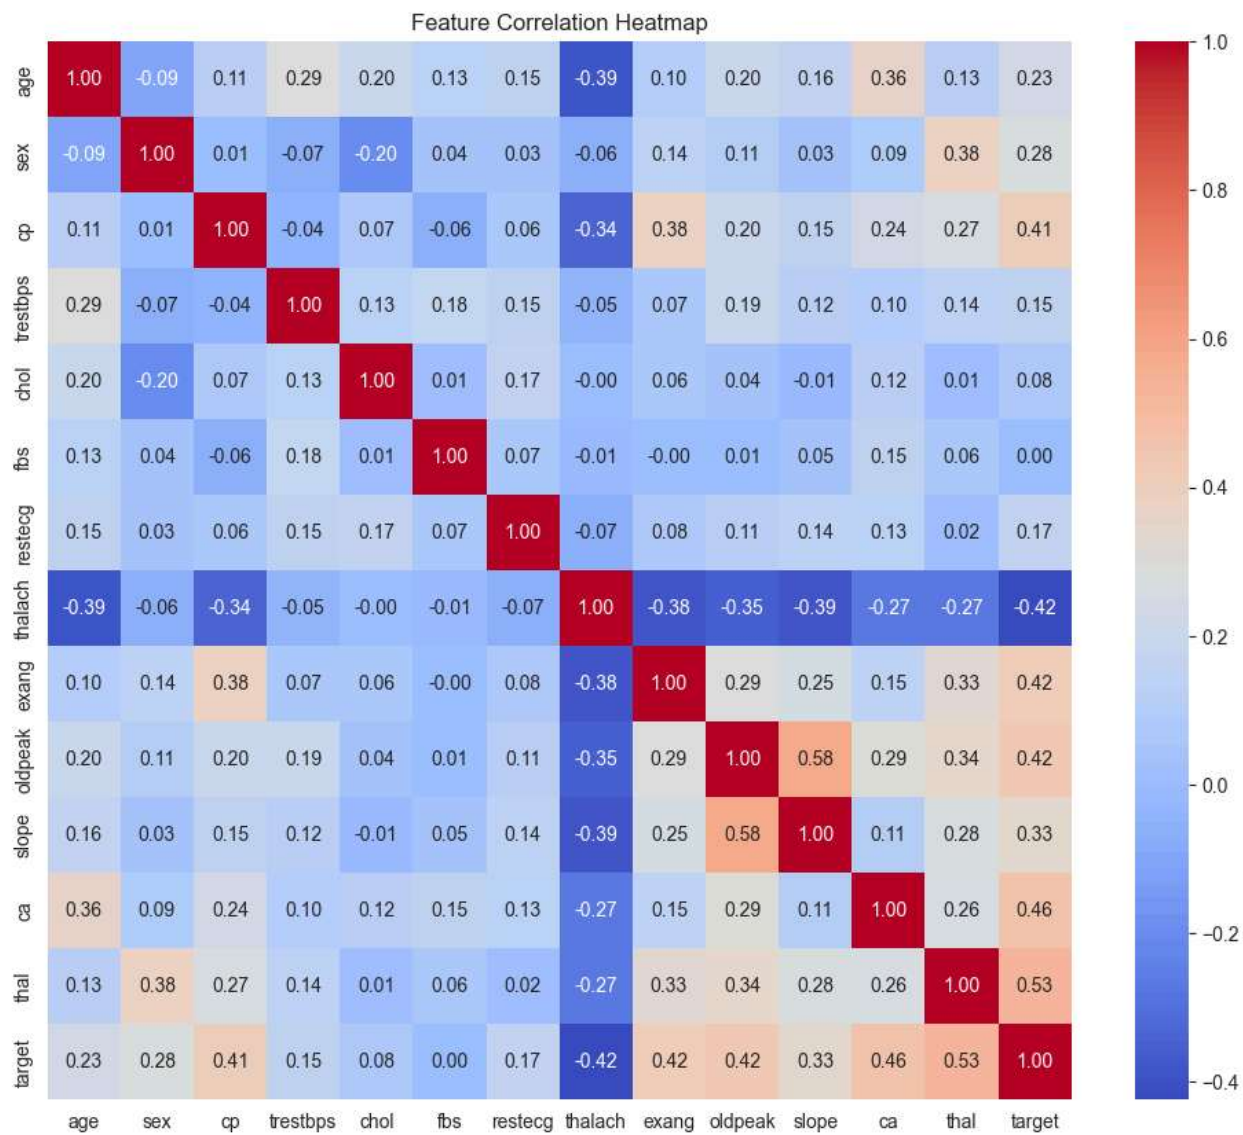 Feature Correlation Heatmap
age 1.00 -0.09 0.11 0.29 0.20 0.13 0.15 -0.39 0.10 0.20 0.16 0.36 0.13 0.23
sex -0.09 1.00 0.01 -0.07 -0.20 0.04 0.03 -0.06 0.14 0.11 0.03 0.09 0.38 0.28
cp 0.11 0.01 1.00 -0.04 0.07 -0.06 0.06 -0.34 0.38 0.20 0.15 0.24 0.27 0.41
trestbps 0.29 -0.07 -0.04 1.00 0.13 0.18 0.15 -0.05 0.07 0.19 0.12 0.10 0.14 0.15
chol 0.20 -0.20 0.07 0.13 1.00 0.01 0.17 -0.00 0.06 0.04 -0.01 0.12 0.01 0.08
fbs 0.13 0.04 -0.06 0.18 0.01 1.00 0.07 -0.01 -0.00 0.01 0.05 0.15 0.06 0.00
restecg 0.15 0.03 0.06 0.15 0.17 0.07 1.00 -0.07 0.08 0.11 0.14 0.13 0.02 0.17
thalach -0.39 -0.06 -0.34 -0.05 -0.00 -0.01 -0.07 1.00 -0.38 -0.35 -0.39 -0.27 -0.27 -0.42
exang 0.10 0.14 0.38 0.07 0.06 -0.00 0.08 -0.38 1.00 0.29 0.25 0.15 0.33 0.42
oldpeak 0.20 0.11 0.20 0.19 0.04 0.01 0.11 -0.35 0.29 1.00 0.58 0.29 0.34 0.42
slope 0.16 0.03 0.15 0.12 -0.01 0.05 0.14 -0.39 0.25 0.58 1.00 0.11 0.28 0.33
ca 0.36 0.09 0.24 0.10 0.12 0.15 0.13 -0.27 0.15 0.29 0.11 1.00 0.26 0.46
thal 0.13 0.38 0.27 0.14 0.01 0.06 0.02 -0.27 0.33 0.34 0.28 0.26 1.00 0.53
target 0.23 0.28 0.41 0.15 0.08 0.00 0.17 -0.42 0.42 0.42 0.33 0.46 0.53 1.00
age sex cp trestbps chol fbs restecg thalach exang oldpeak slope ca thal target
1.0
0.8
0.6
0.4
0.2
0.0
−0.2
−0.4